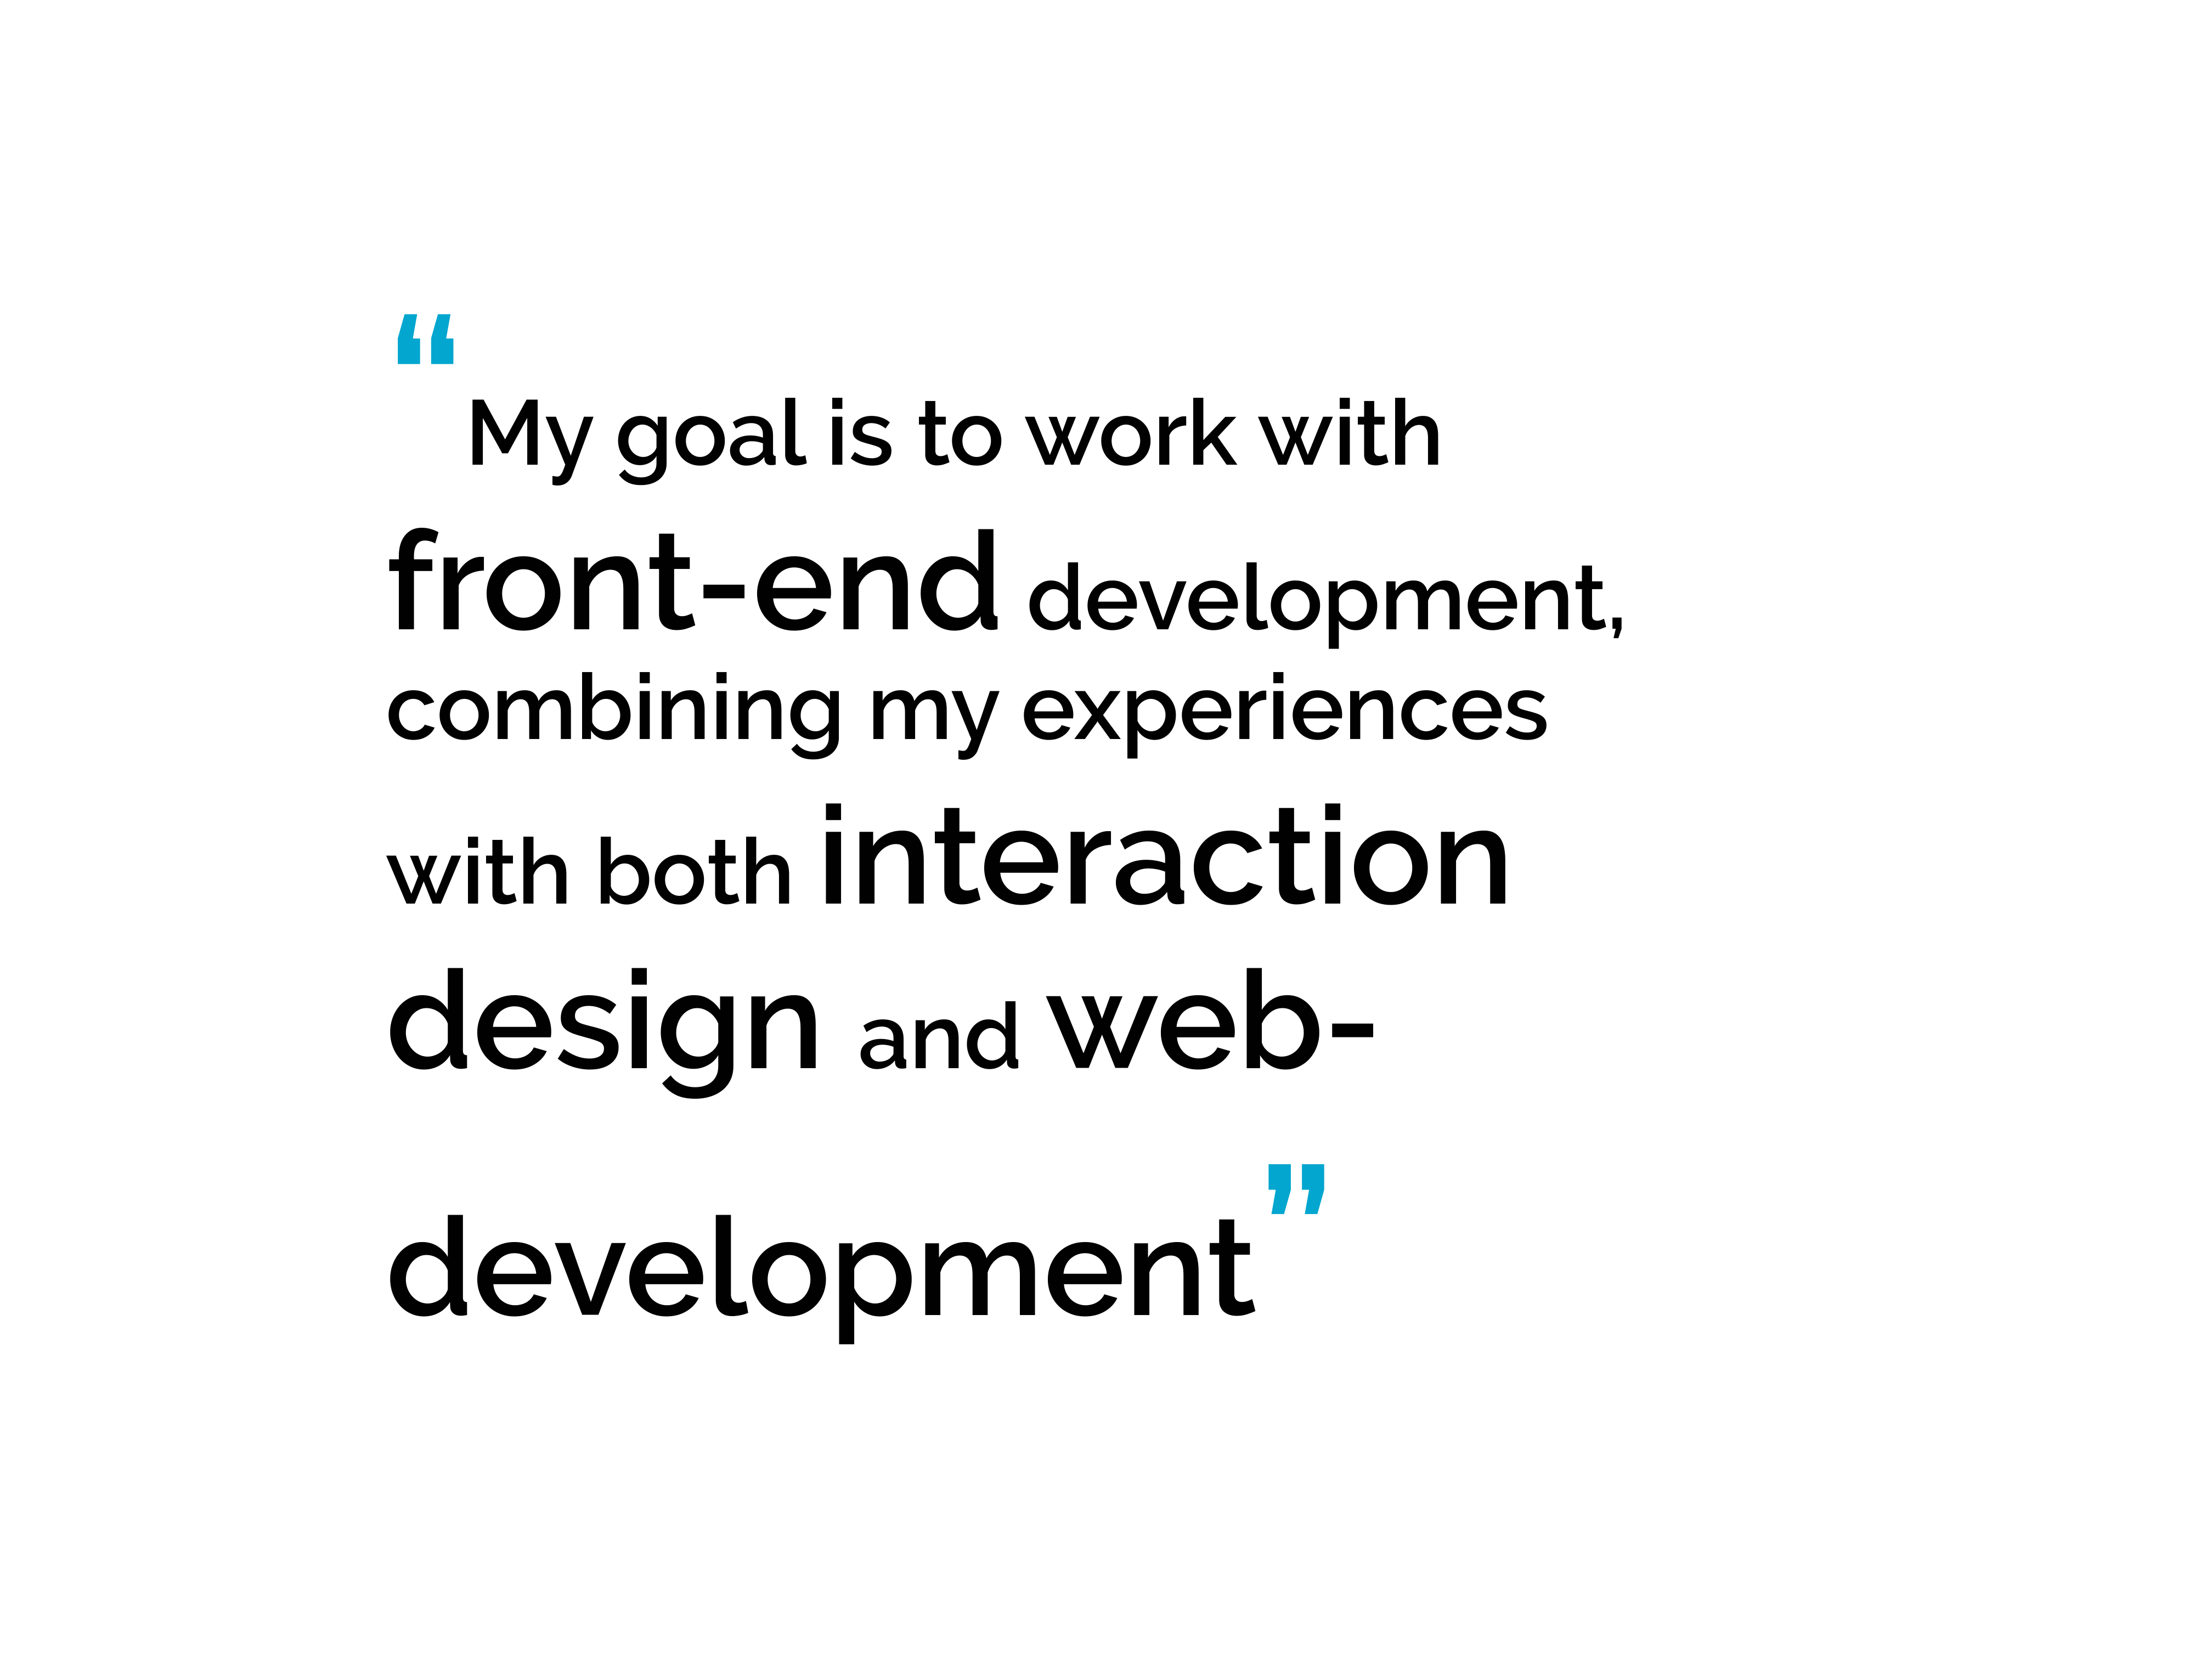 “My goal is to work with
front-end development,
combining my experiences
with both interaction
design and web-
development”